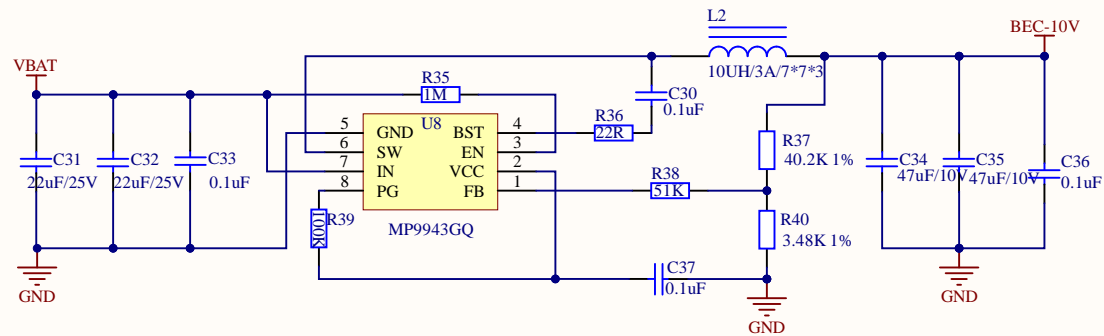 L2
BEC-10V
10UH/3A/7*7*3
VBAT
R35
1M
C30
0.1uF
R36
22R
U8
5 GND BST 4
6 SW EN 3
7 IN VCC 2
8 PG FB 1
MP9943GQ
C31
22uF/25V
C32
22uF/25V
C33
0.1uF
R37
40.2K 1%
R38
51K
R39
100K
R40
3.48K 1%
C34
47uF/10V
C35
47uF/10V
C36
0.1uF
C37
0.1uF
GND
GND
GND